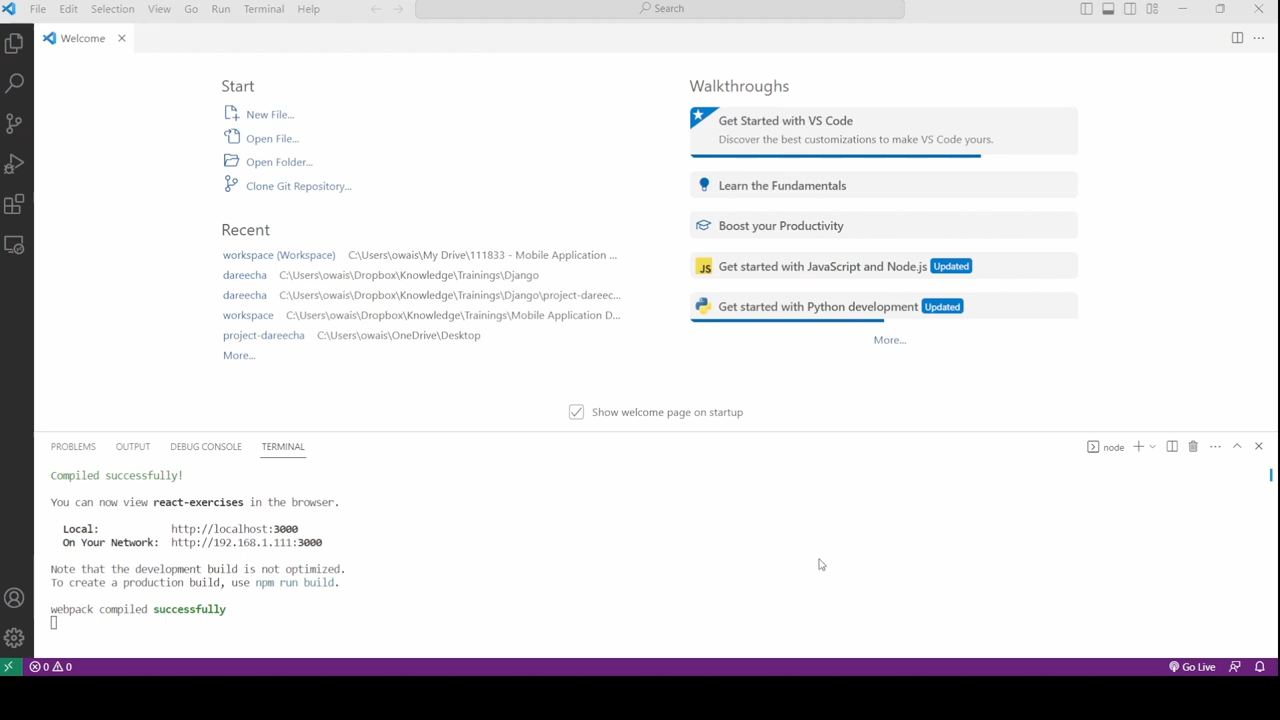 File Edit Selection View Go Run Terminal Help Search
Welcome
Start
New File...
Open File...
Open Folder...
Clone Git Repository...
Recent
workspace (Workspace) C:\Users\owais\My Drive\111833 - Mobile Application ...
dareecha C:\Users\owais\Dropbox\Knowledge\Trainings\Django
dareecha C:\Users\owais\Dropbox\Knowledge\Trainings\Django\project-dareec...
workspace C:\Users\owais\Dropbox\Knowledge\Trainings\Mobile Application D...
project-dareecha C:\Users\owais\OneDrive\Desktop
More...
Walkthroughs
Get Started with VS Code
Discover the best customizations to make VS Code yours.
Learn the Fundamentals
Boost your Productivity
JS Get started with JavaScript and Node.js Updated
Get started with Python development Updated
More...
Show welcome page on startup
PROBLEMS OUTPUT DEBUG CONSOLE TERMINAL node
Compiled successfully!
You can now view react-exercises in the browser.
Local: http://localhost:3000
On Your Network: http://192.168.1.111:3000
Note that the development build is not optimized.
To create a production build, use npm run build.
webpack compiled successfully
0 0 Go Live